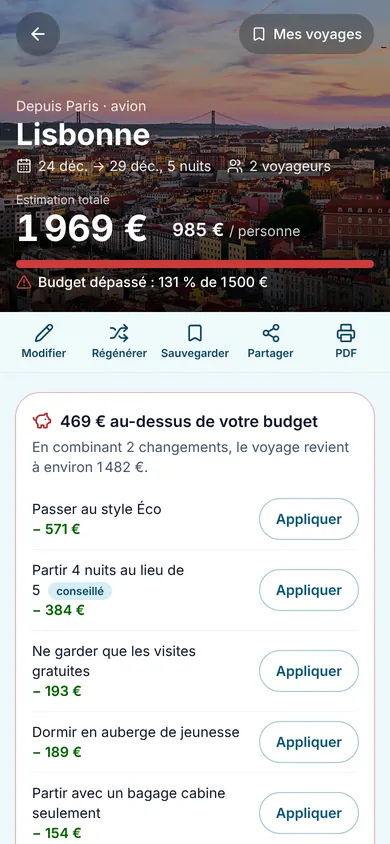 Mes voyages
Depuis Paris · avion
Lisbonne
24 déc. → 29 déc., 5 nuits 2 voyageurs
Estimation totale
1 969 € 985 € / personne
Budget dépassé : 131 % de 1 500 €
Modifier Régénérer Sauvegarder Partager PDF
469 € au-dessus de votre budget
En combinant 2 changements, le voyage revient
à environ 1 482 €.
Passer au style Éco
− 571 €
Appliquer
Partir 4 nuits au lieu de
5 conseillé
− 384 €
Appliquer
Ne garder que les visites
gratuites
− 193 €
Appliquer
Dormir en auberge de jeunesse
− 189 €
Appliquer
Partir avec un bagage cabine
seulement
− 154 €
Appliquer